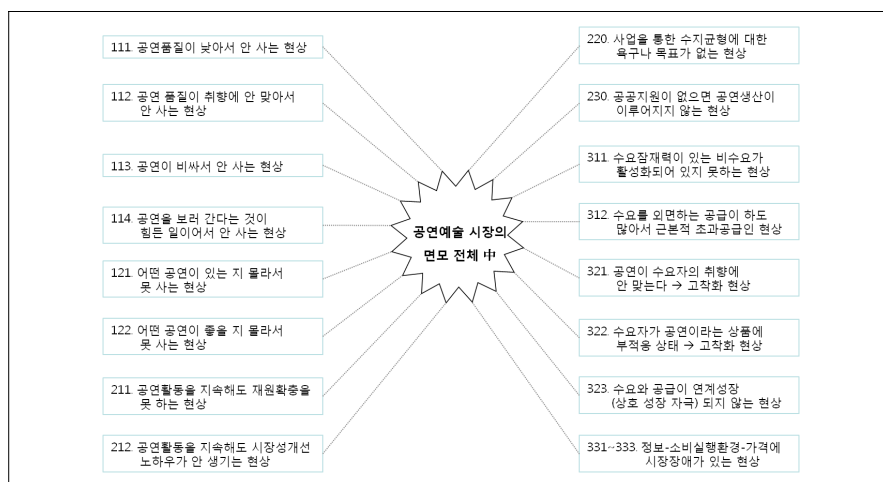 111. 공연품질이 낮아서 안 사는 현상
112. 공연 품질이 취향에 안 맞아서
안 사는 현상
113. 공연이 비싸서 안 사는 현상
114. 공연을 보러 간다는 것이
힘든 일이어서 안 사는 현상
121. 어떤 공연이 있는 지 몰라서
못 사는 현상
122. 어떤 공연이 좋을 지 몰라서
못 사는 현상
211. 공연활동을 지속해도 재원확충을
못 하는 현상
212. 공연활동을 지속해도 시장성개선
노하우가 안 생기는 현상
공연예술 시장의
면모 전체 中
220. 사업을 통한 수지균형에 대한
욕구나 목표가 없는 현상
230. 공공지원이 없으면 공연생산이
이루어지지 않는 현상
311. 수요잠재력이 있는 비수요가
활성화되어 있지 못하는 현상
312. 수요를 외면하는 공급이 하도
많아서 근본적 초과공급인 현상
321. 공연이 수요자의 취향에
안 맞는다 → 고착화 현상
322. 수요자가 공연이라는 상품에
부적응 상태 → 고착화 현상
323. 수요와 공급이 연계성장
(상호 성장 자극) 되지 않는 현상
331~333. 정보-소비실행환경-가격에
시장장애가 있는 현상